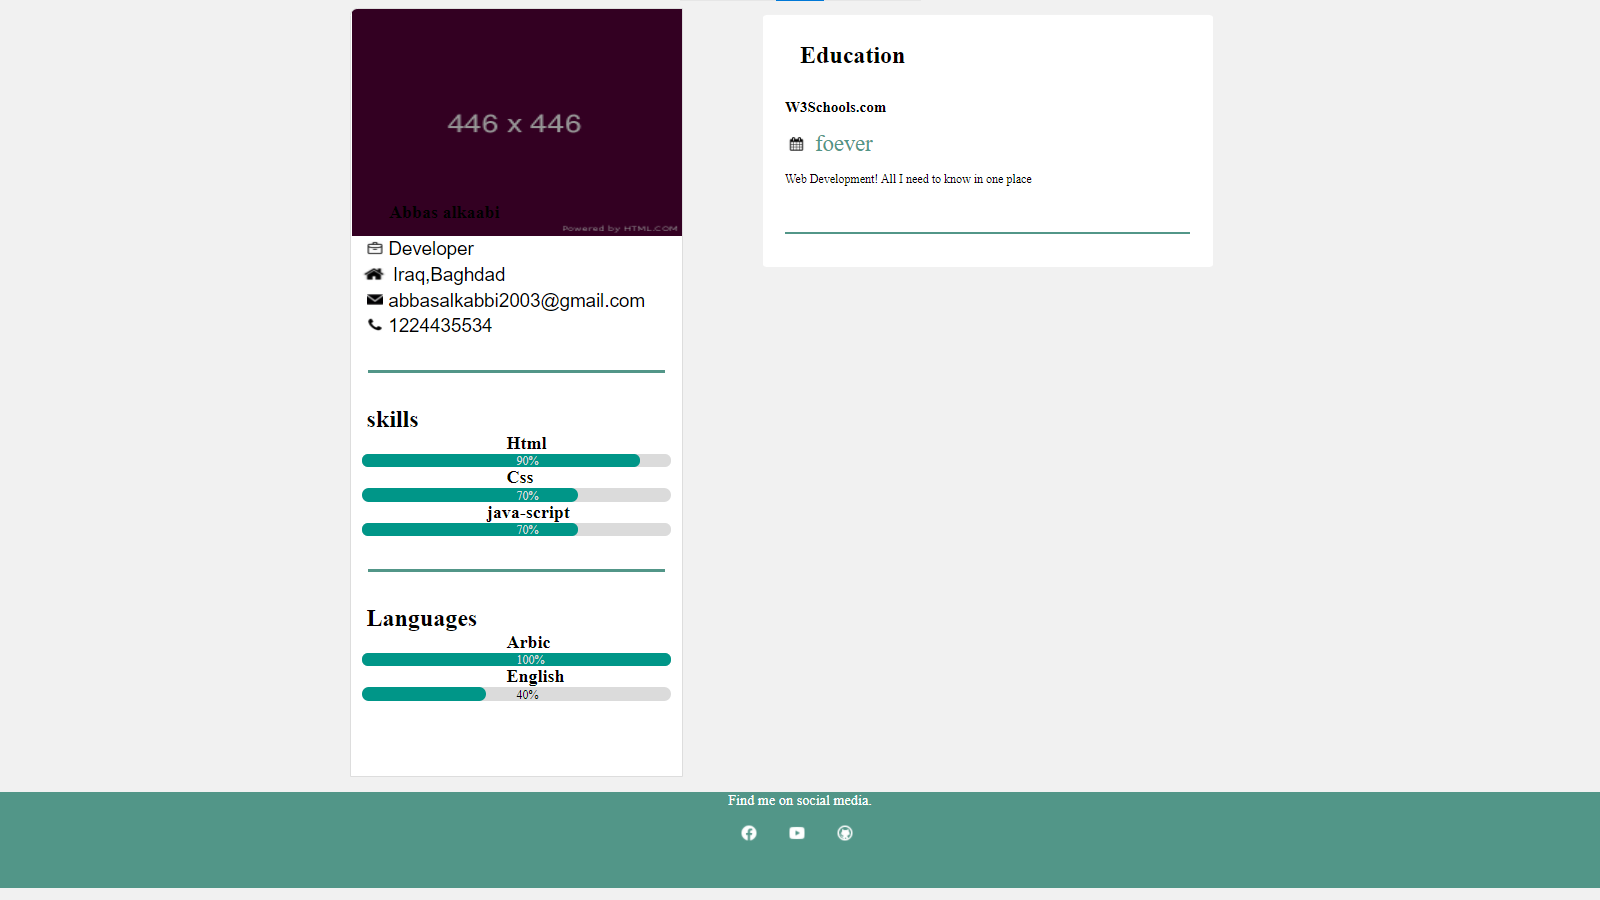 446 x 446
Abbas alkaabi
Powered by HTML.COM
Developer
Iraq,Baghdad
abbasalkabbi2003@gmail.com
1224435534
skills
Html
90%
Css
70%
java-script
70%
Languages
Arbic
100%
English
40%
Education
W3Schools.com
foever
Web Development! All I need to know in one place
Find me on social media.